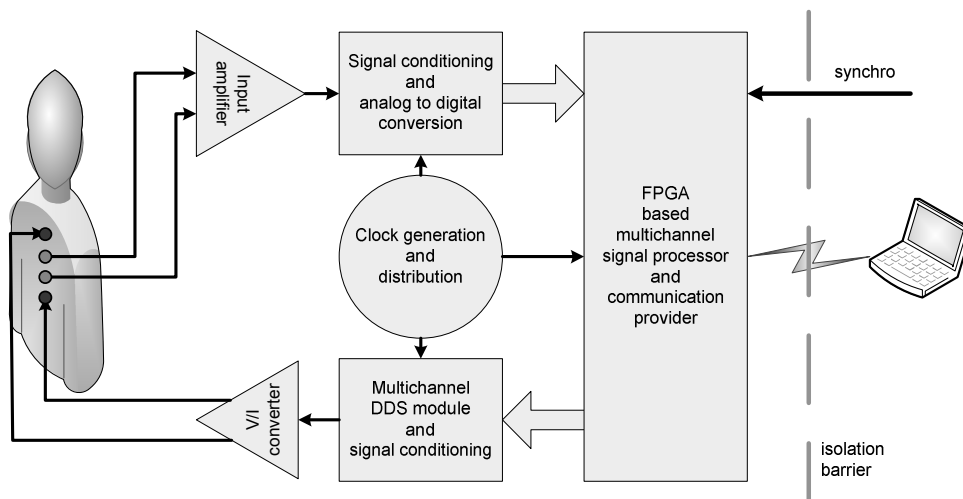 Input
amplifier
Signal conditioning
and
analog to digital
conversion
synchro
Clock generation
and
distribution
FPGA
based
multichannel
signal processor
and
communication
provider
V/I
converter
Multichannel
DDS module
and
signal conditioning
isolation
barrier